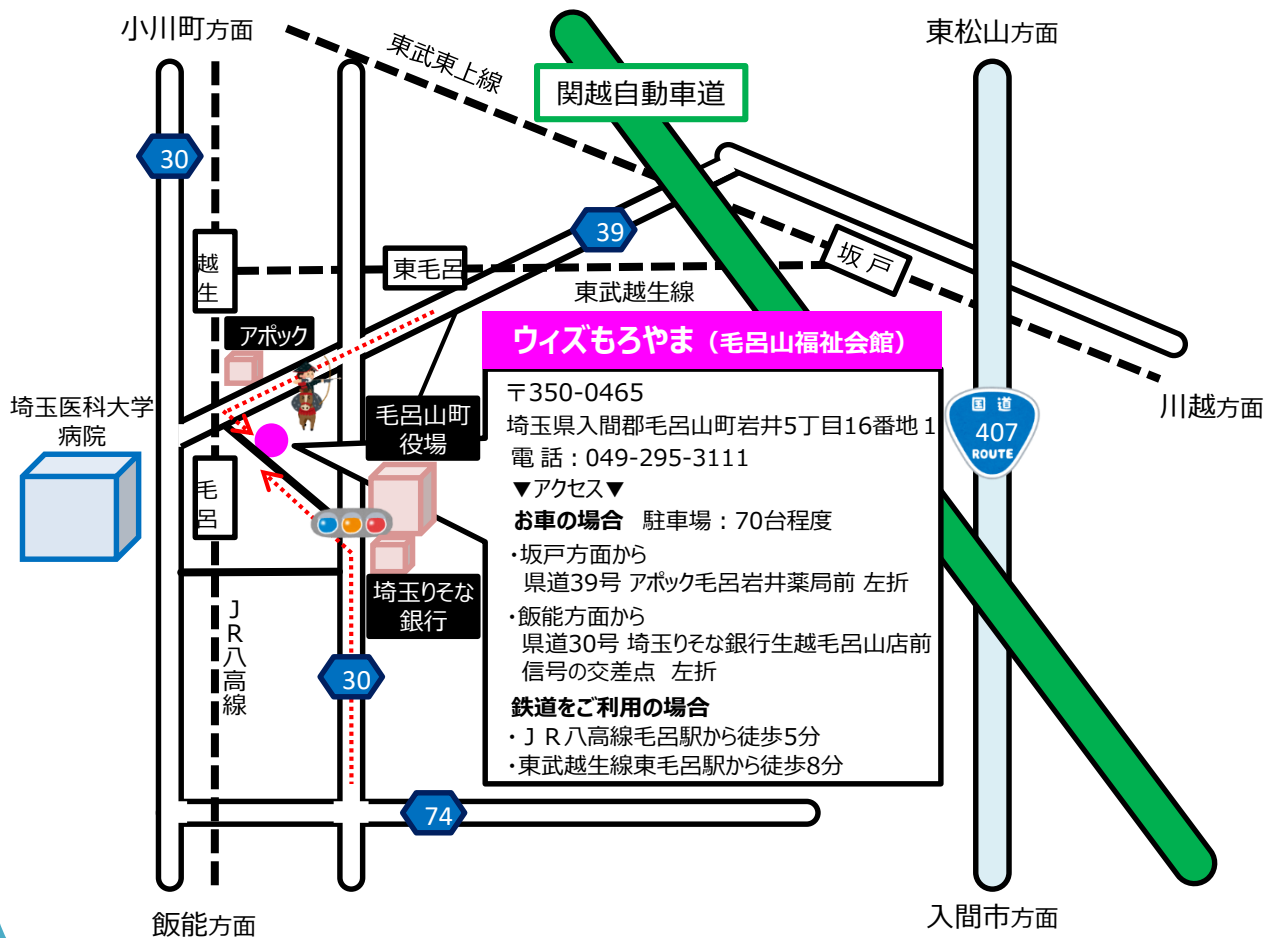 小川町方面
東武東上線
関越自動車道
東松山方面
30
39
越生
東毛呂
坂戸
東武越生線
アポック
川越方面
埼玉医科大学
病院
毛呂山町
役場
毛呂
埼玉りそな
銀行
JR八高線
30
74
国道
407
ROUTE
ウィズもろやま（毛呂山福祉会館）
〒350-0465
埼玉県入間郡毛呂山町岩井5丁目16番地1
電話：049-295-3111
▼アクセス▼
お車の場合 駐車場：70台程度
・坂戸方面から
県道39号 アポック毛呂岩井薬局前 左折
・飯能方面から
県道30号 埼玉りそな銀行生越毛呂山店前
信号の交差点 左折
鉄道をご利用の場合
・ＪＲ八高線毛呂駅から徒歩5分
・東武越生線東毛呂駅から徒歩8分
飯能方面
入間市方面